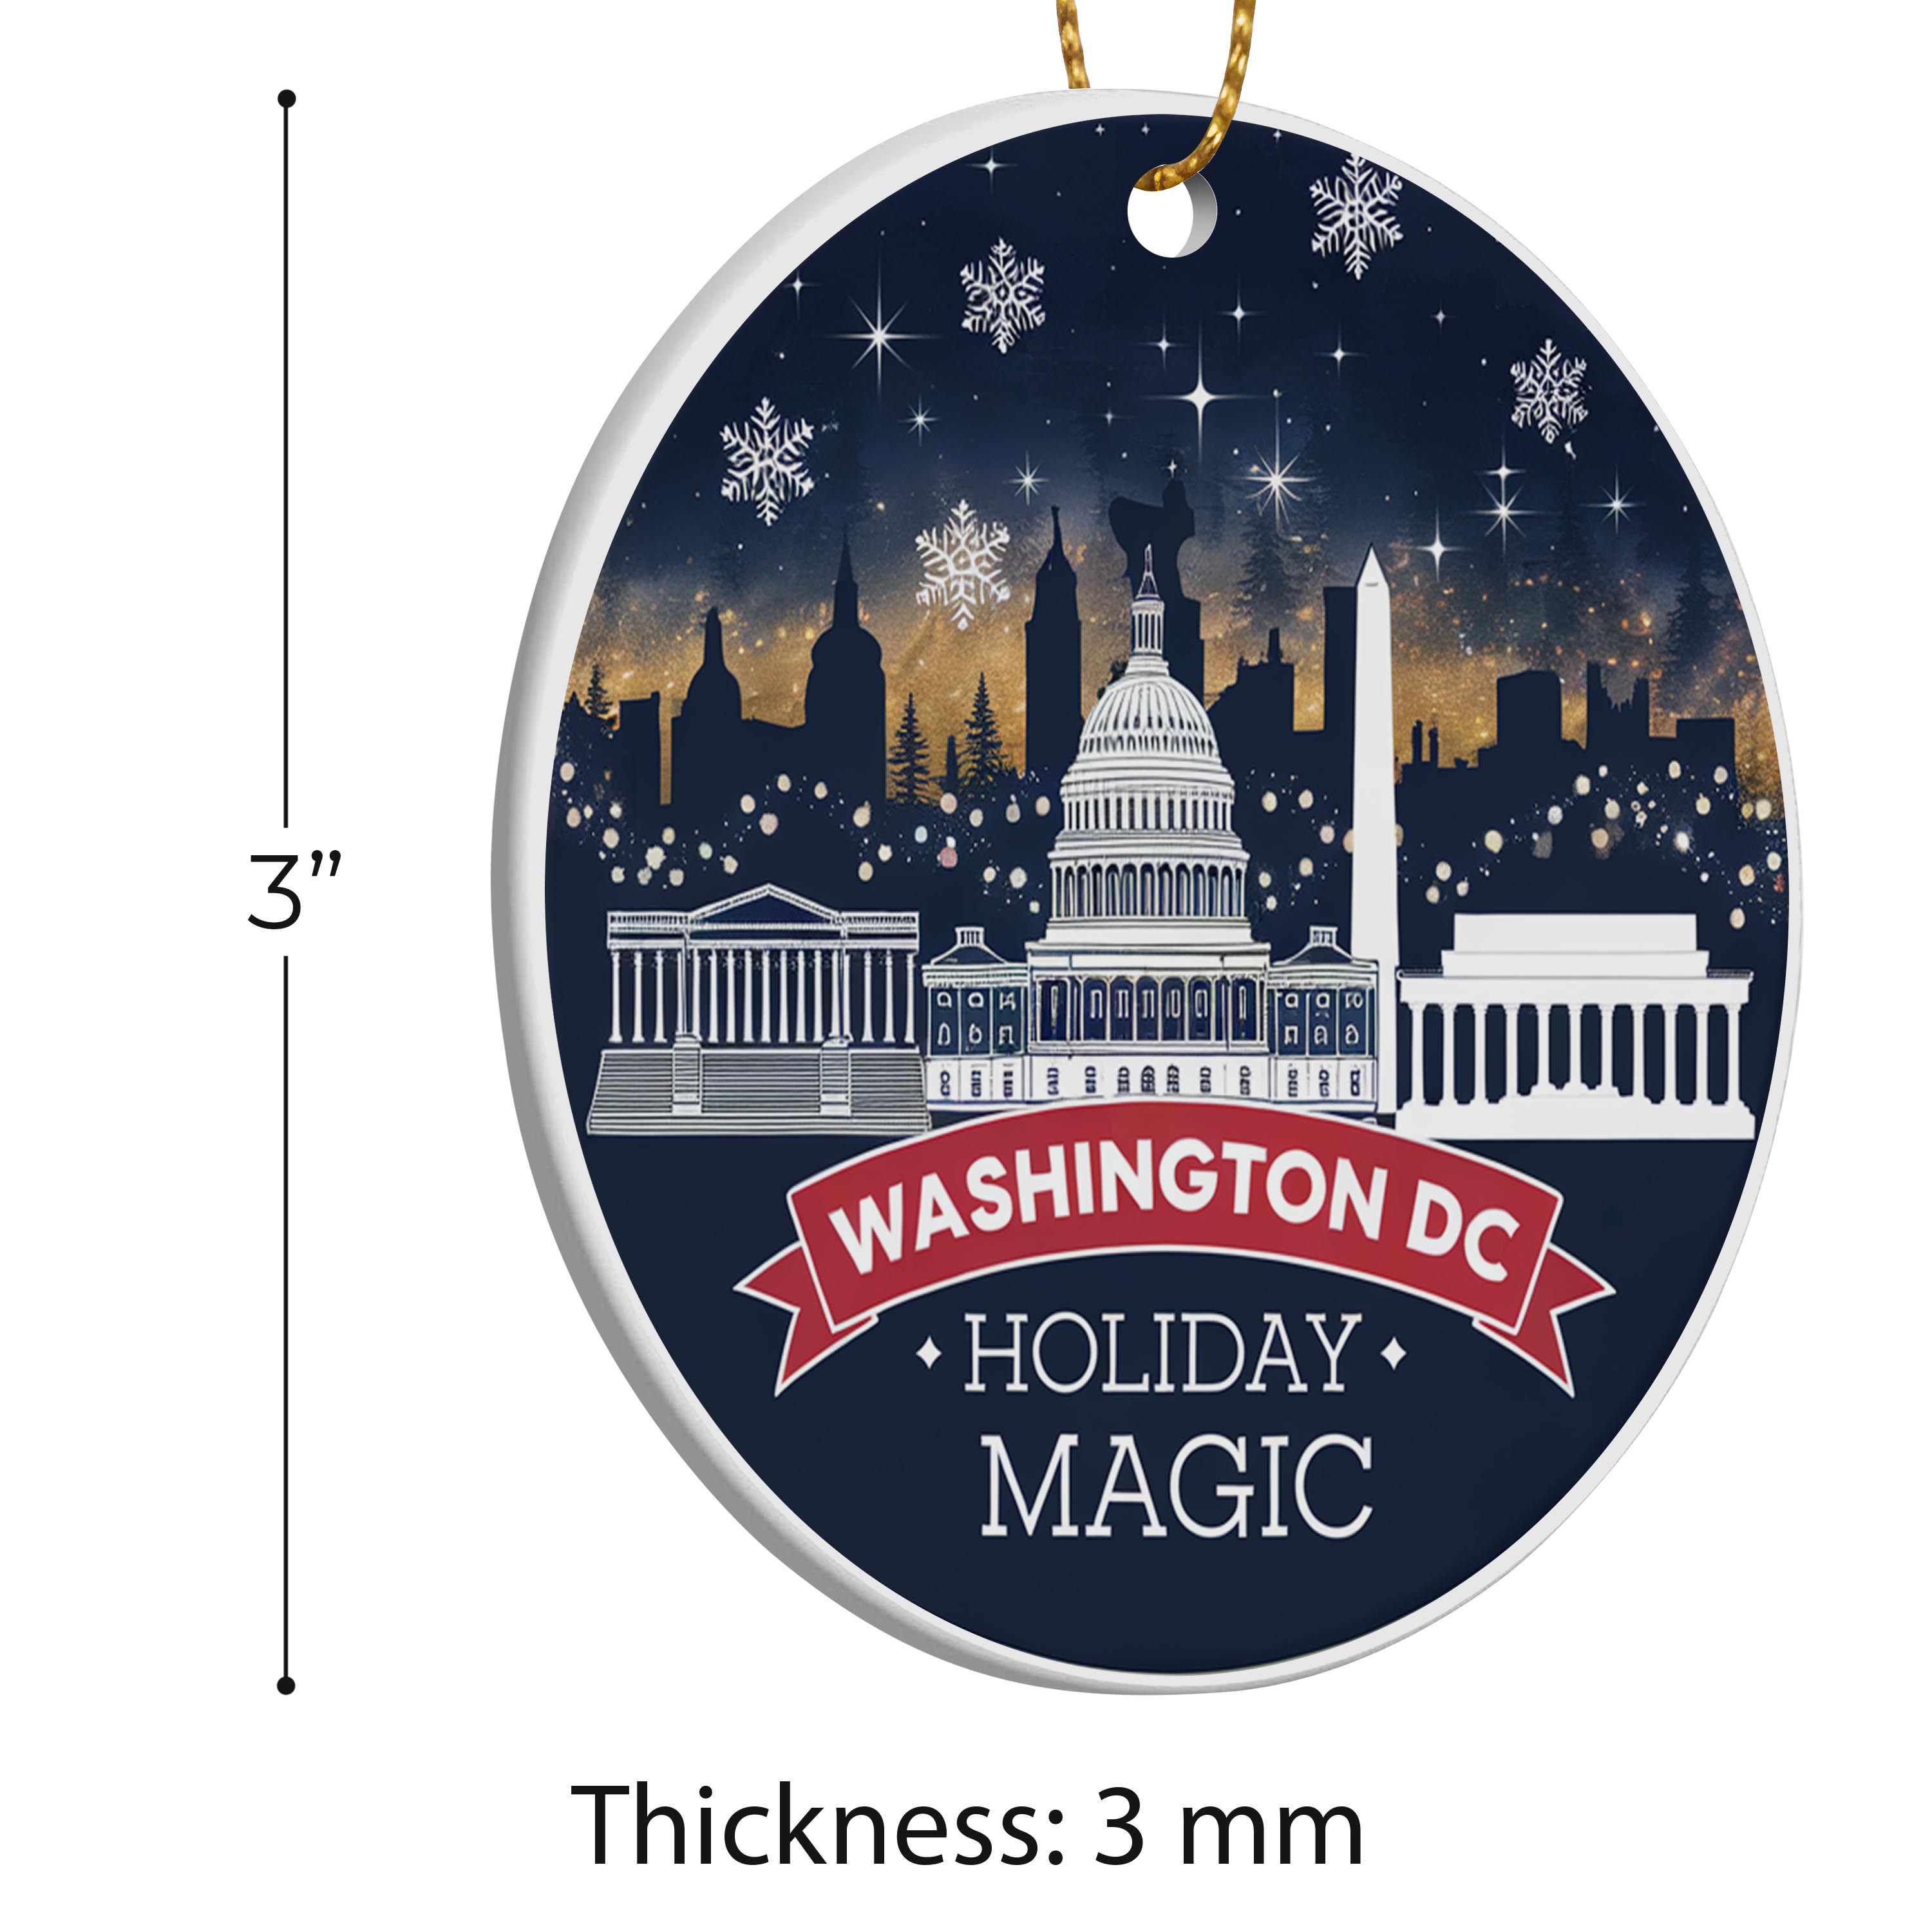 3”
WASHINGTON DC
HOLIDAY
MAGIC
Thickness: 3 mm